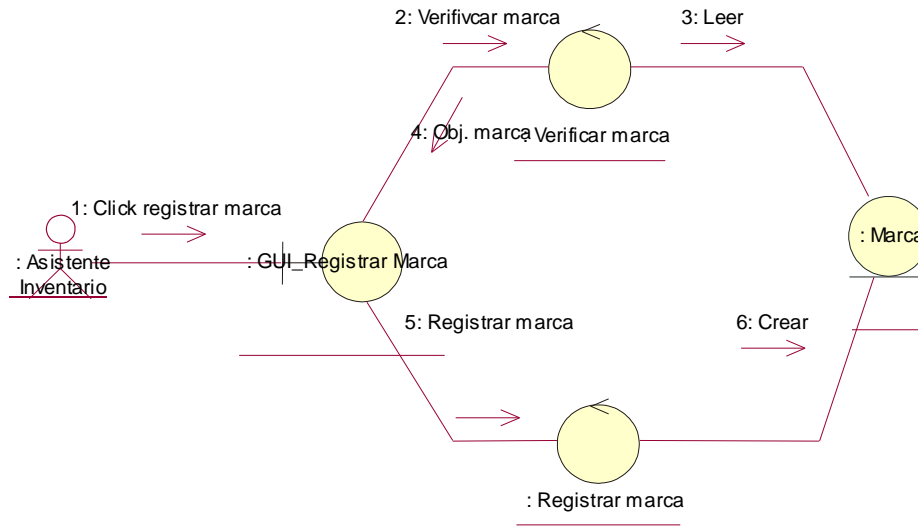 2: Verifivcar marca
3: Leer
4: Obj. marca
: Verificar marca
1: Click registrar marca
: Marca
: Asistente
Inventario
: GUI_Registrar Marca
5: Registrar marca
6: Crear
: Registrar marca